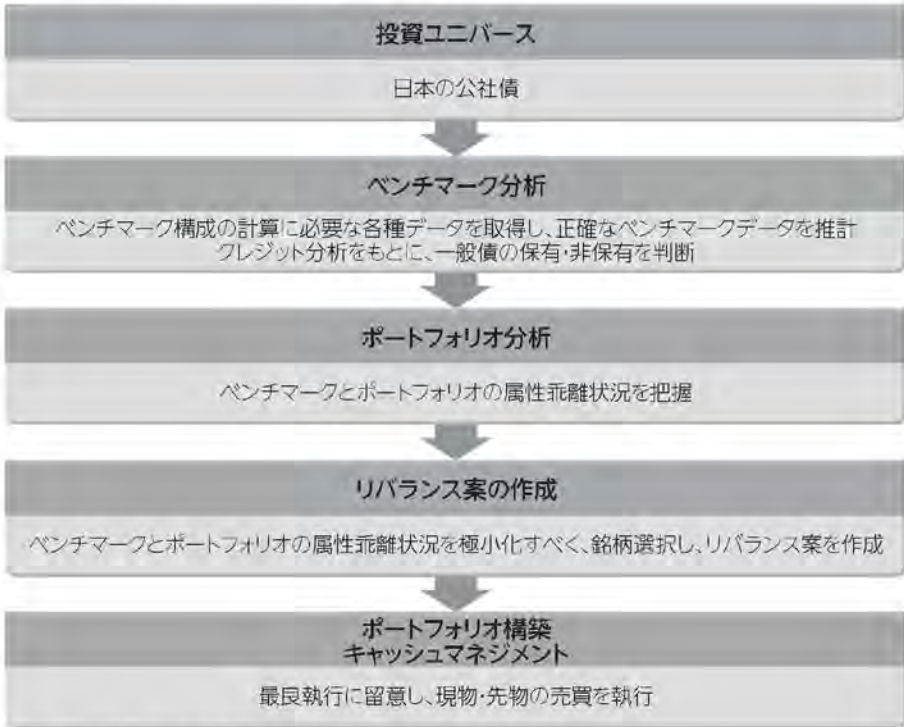 投資ユニバース
日本の公社債
ベンチマーク分析
ベンチマーク構成の計算に必要な各種データを取得し、正確なベンチマークデータを推計
クレジット分析をもとに、一般債の保有・非保有を判断
ポートフォリオ分析
ベンチマークとポートフォリオの属性乖離状況を把握
リバランス案の作成
ベンチマークとポートフォリオの属性乖離状況を極小化すべく、銘柄選択し、リバランス案を作成
ポートフォリオ構築
キャッシュマネジメント
最良執行に留意し、現物・先物の売買を執行